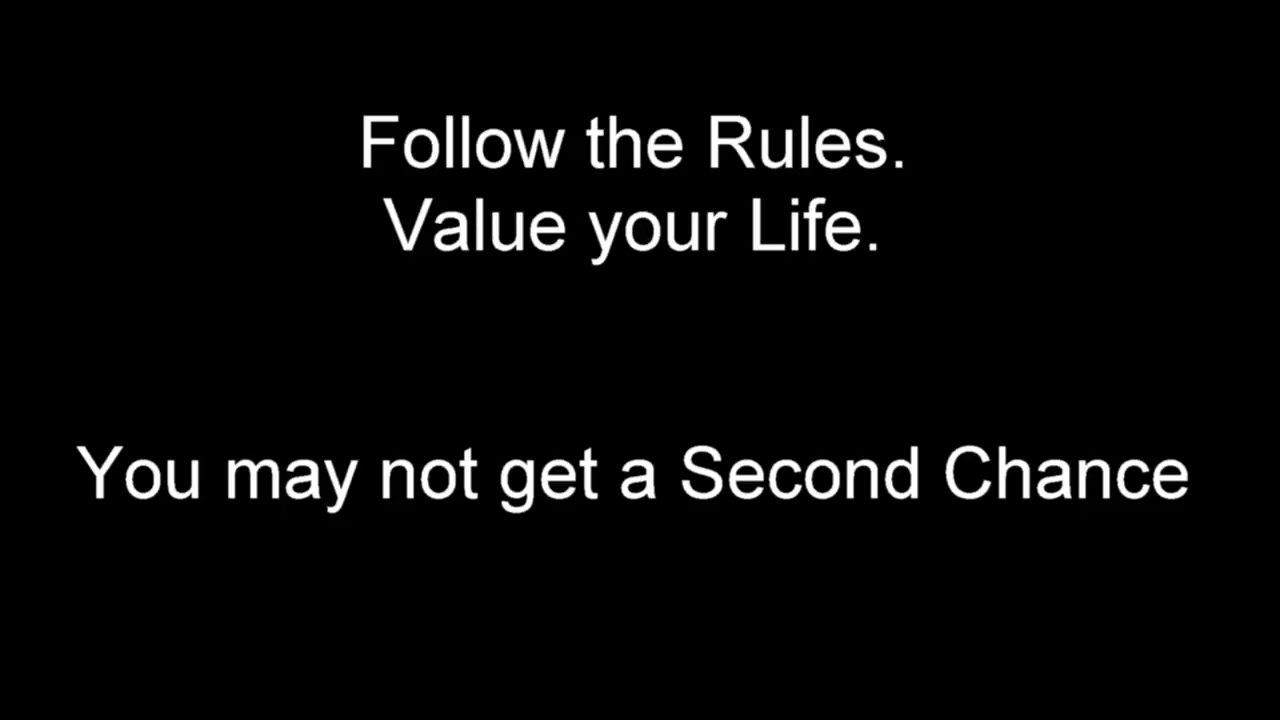 Follow the Rules.
Value your Life.
You may not get a Second Chance